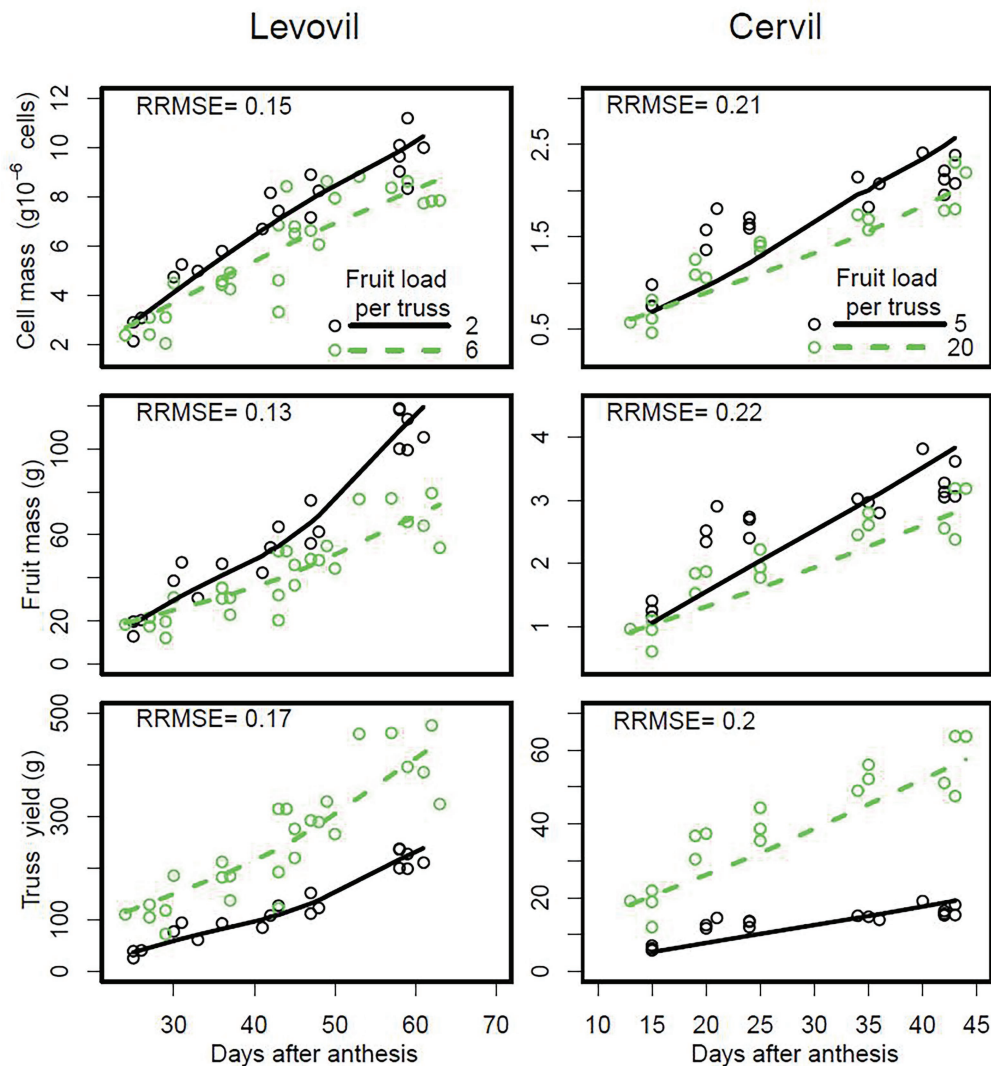 Levovil
Cervil
RRMSE= 0.15
RRMSE= 0.21
Cell mass (g10⁻⁶ cells)
2 4 6 8 10 12
0.5 1.5 2.5
Fruit load
per truss
2
6
Fruit load
per truss
5
20
RRMSE= 0.13
RRMSE= 0.22
Fruit mass (g)
0 20 60 100
1 2 3 4
RRMSE= 0.17
RRMSE= 0.2
Truss yield (g)
0 100 300 500
0 20 40 60
30 40 50 60 70
10 15 20 25 30 35 40 45
Days after anthesis
Days after anthesis